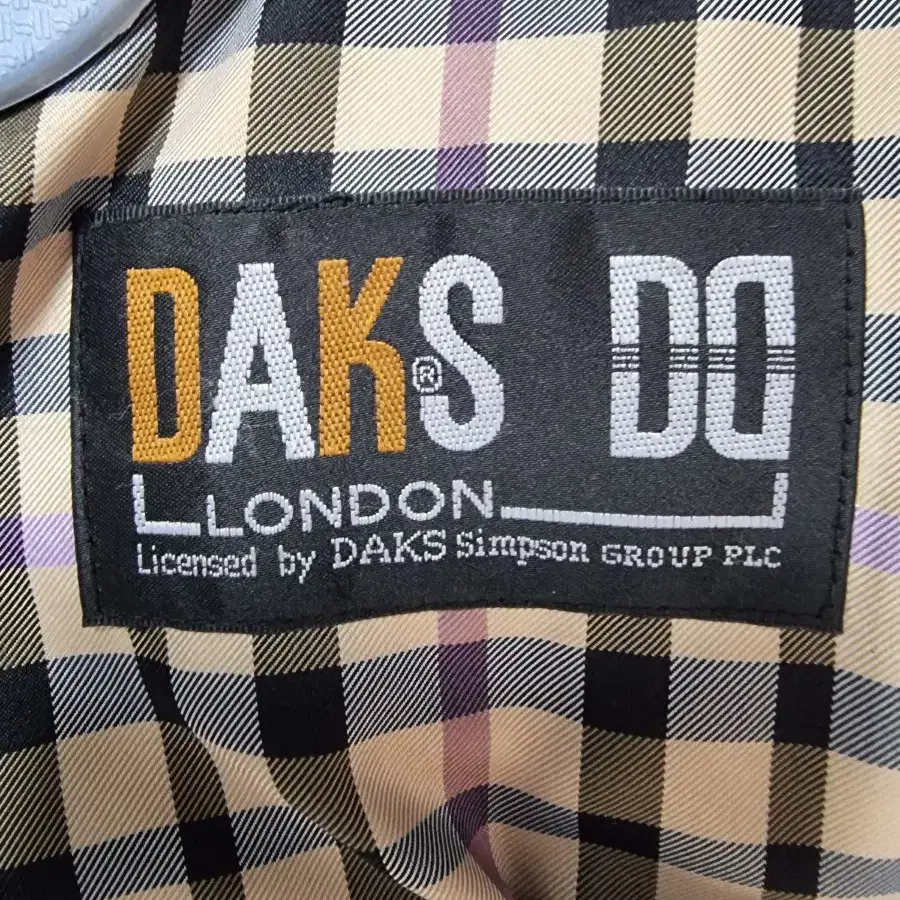 DAKS® DD
LONDON
Licensed by DAKS Simpson GROUP PLC